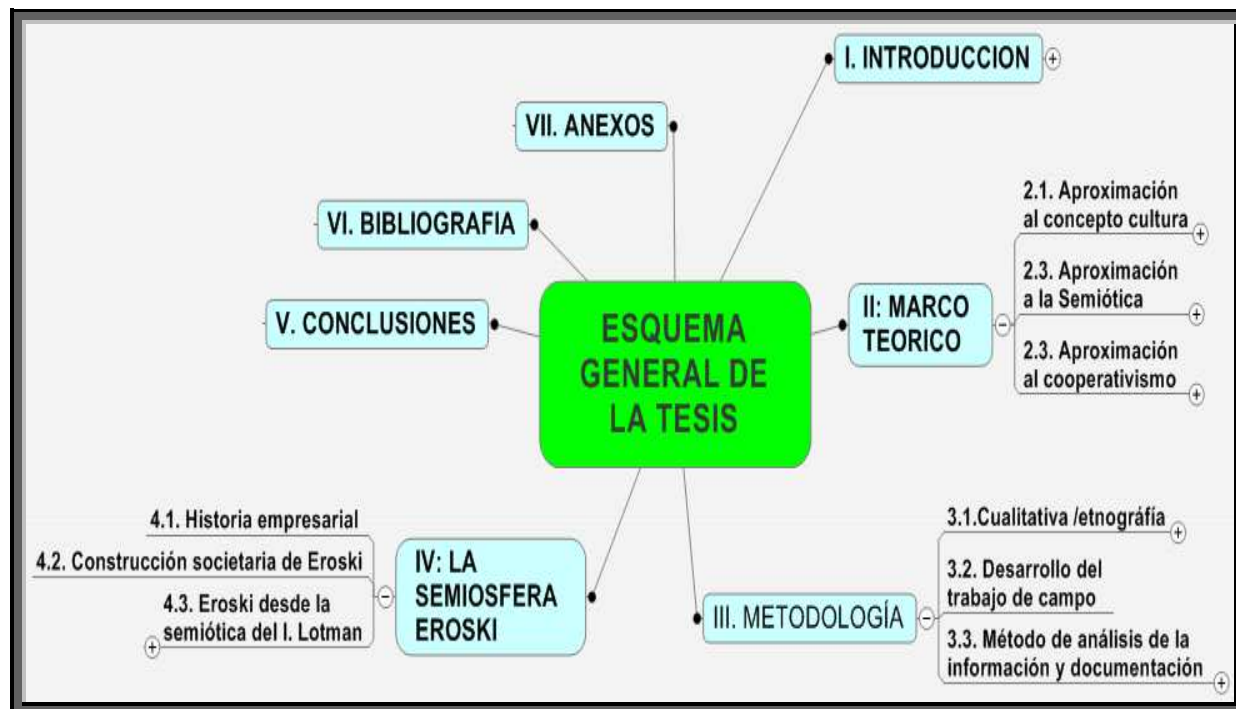 ESQUEMA
GENERAL DE
LA TESIS
I. INTRODUCCION
II: MARCO
TEORICO
2.1. Aproximación
al concepto cultura
2.3. Aproximación
a la Semiótica
2.3. Aproximación
al cooperativismo
III. METODOLOGÍA
3.1.Cualitativa /etnográfía
3.2. Desarrollo del
trabajo de campo
3.3. Método de análisis de la
información y documentación
IV: LA
SEMIOSFERA
EROSKI
4.1. Historia empresarial
4.2. Construcción societaria de Eroski
4.3. Eroski desde la
semiótica del I. Lotman
V. CONCLUSIONES
VI. BIBLIOGRAFIA
VII. ANEXOS